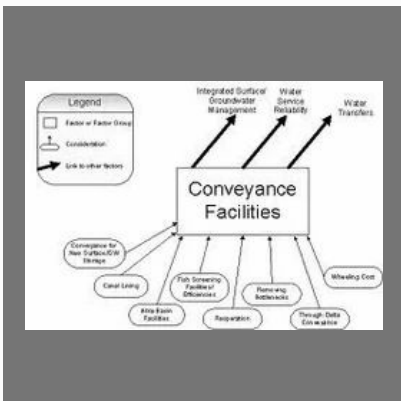 Legend
Factor or Factor Group
Consideration
Link to other factors
Integrated Surface/
Groundwater
Management
Water
Service
Reliability
Water
Transfers
Conveyance
Facilities
Conveyance for
New Surface/GW
Storage
Canal Lining
Fish Screening
Facilities/
Efficiencies
Facilities
Reoperation
Removing
Bottlenecks
Through-Delta
Conveyance
Wheeling Cost